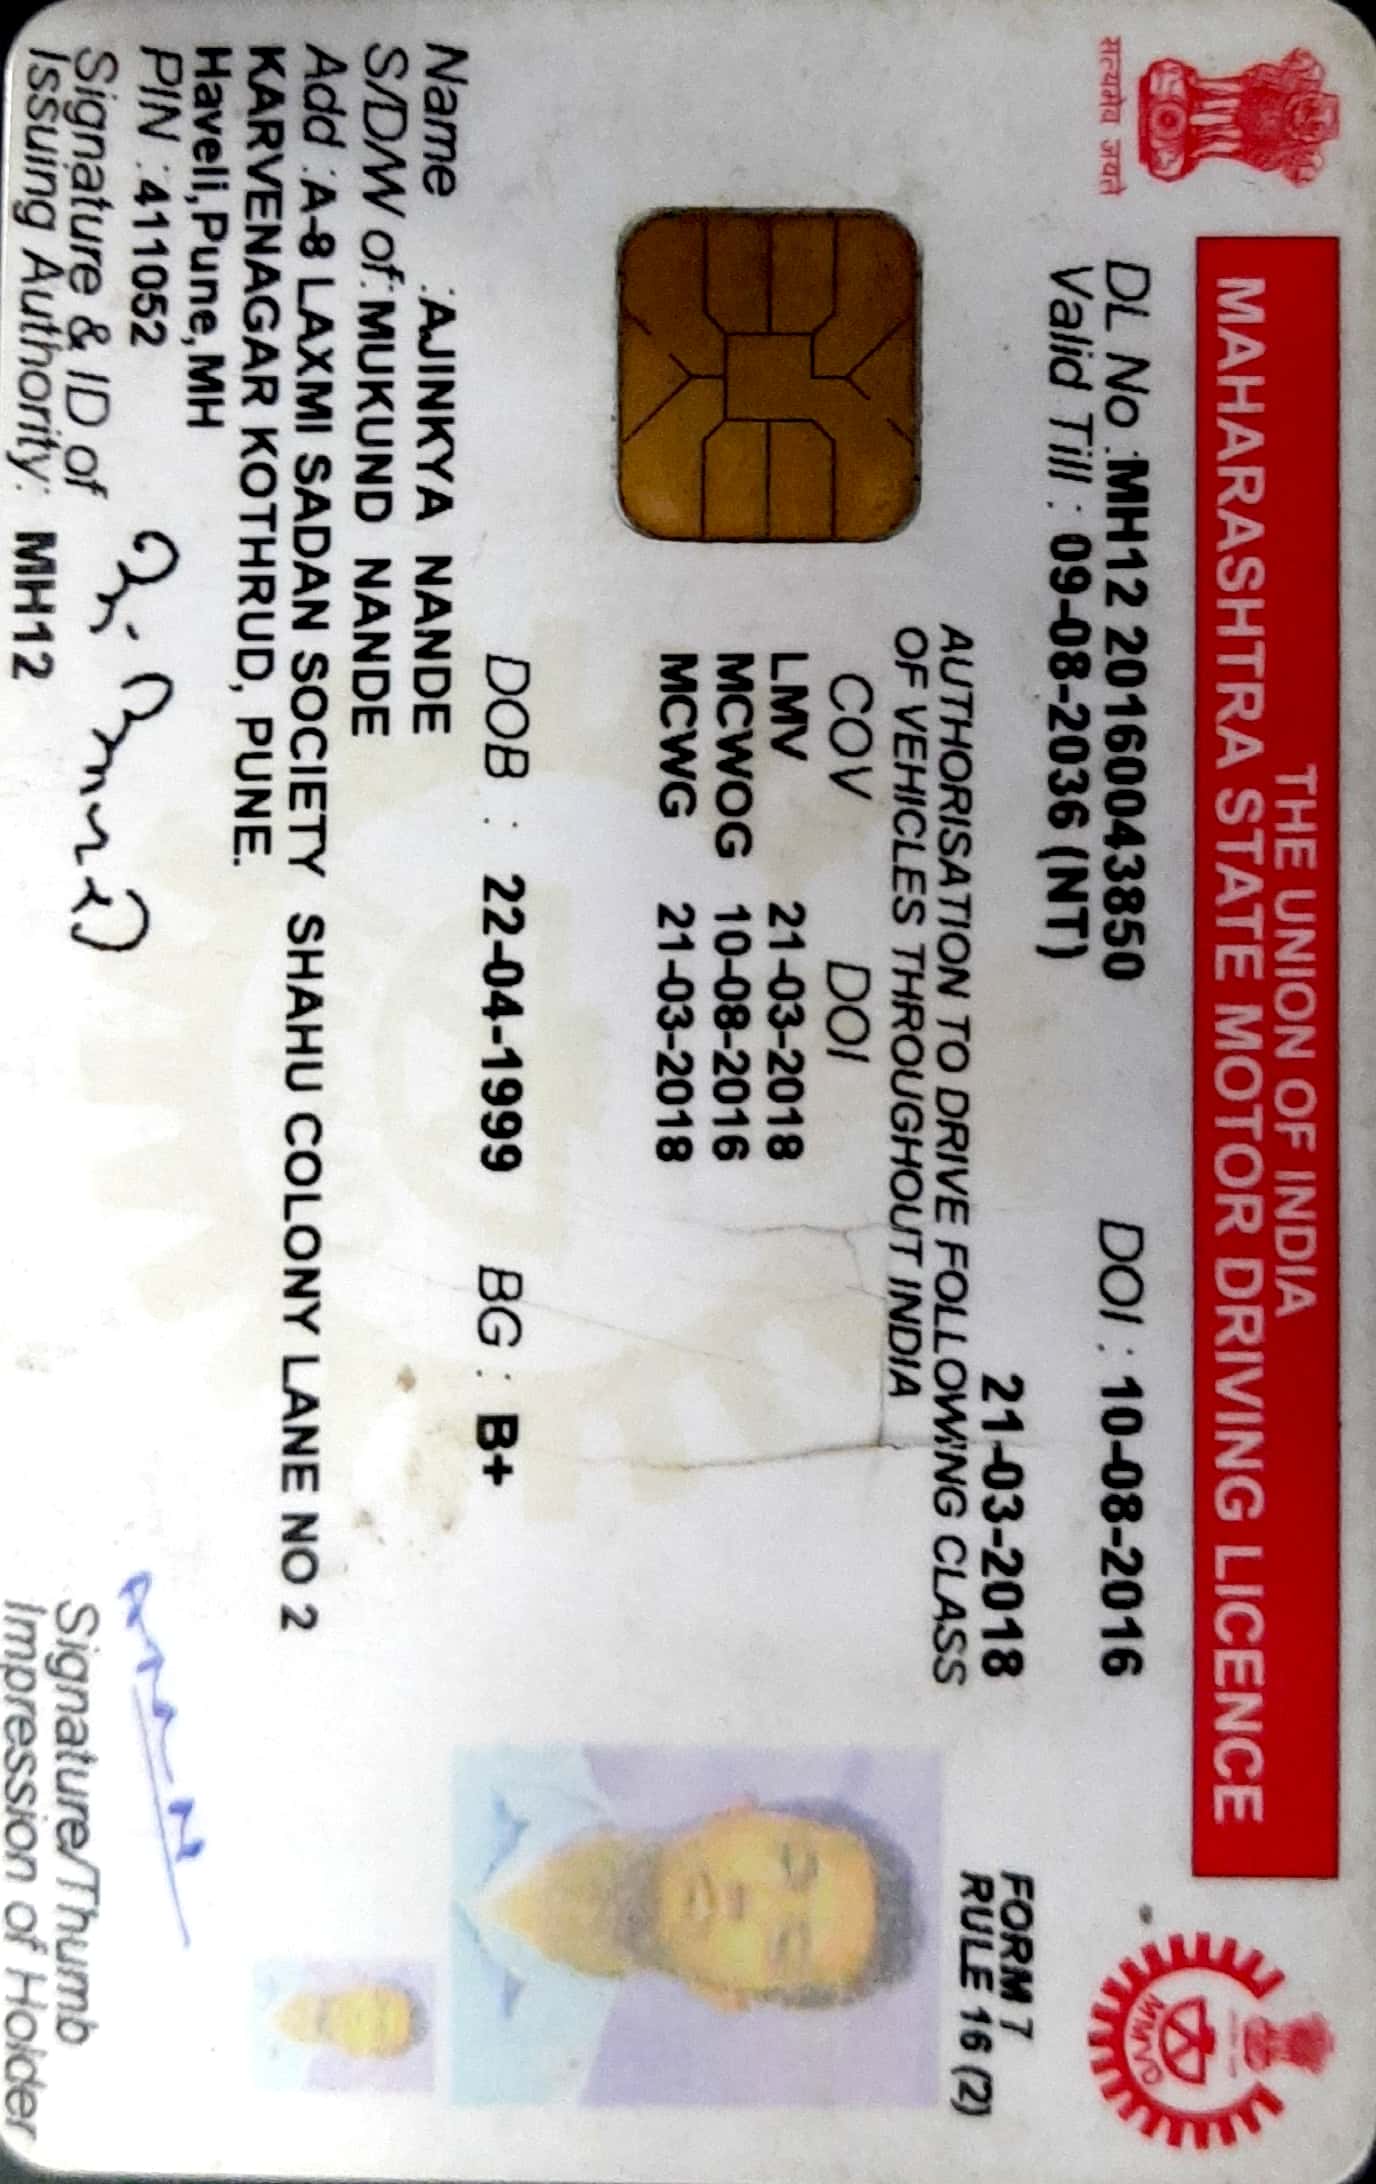 THE UNION OF INDIA
MAHARASHTRA STATE MOTOR DRIVING LICENCE
सत्यमेव जयते
MMVD
DL No :MH12 20160043850 DOI : 10-08-2016
Valid Till : 09-08-2036 (NT)
21-03-2018
FORM 7
RULE 16 (2)
AUTHORISATION TO DRIVE FOLLOWING CLASS
OF VEHICLES THROUGHOUT INDIA
COV DOI
LMV 21-03-2018
MCWOG 10-08-2016
MCWG 21-03-2018
DOB : 22-04-1999 BG : B+
Name :AJINKYA NANDE
S/D/W of:MUKUND NANDE
Add :A-8 LAXMI SADAN SOCIETY SHAHU COLONY LANE NO 2
KARVENAGAR KOTHRUD, PUNE.
Haveli,Pune,MH
PIN :411052
Signature & ID of
Issuing Authority: MH12
Signature/Thumb
Impression of Holder